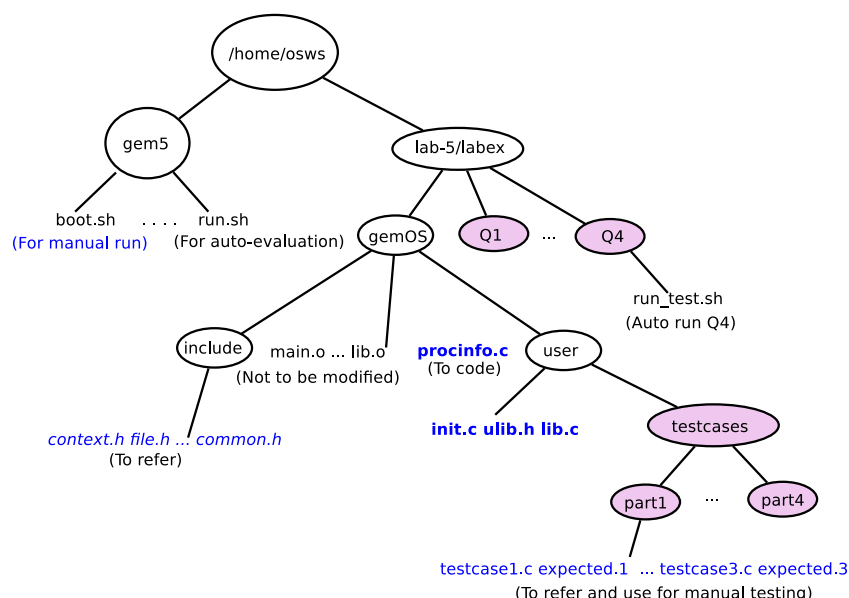 /home/osws
gem5
lab-5/labex
boot.sh . . . . run.sh
(For manual run) (For auto-evaluation)
gemOS
Q1 ... Q4
run_test.sh
(Auto run Q4)
include
main.o ... lib.o
(Not to be modified)
procinfo.c
(To code)
user
context.h file.h ... common.h
(To refer)
init.c ulib.h lib.c
testcases
part1 ... part4
testcase1.c expected.1 ... testcase3.c expected.3
(To refer and use for manual testing)